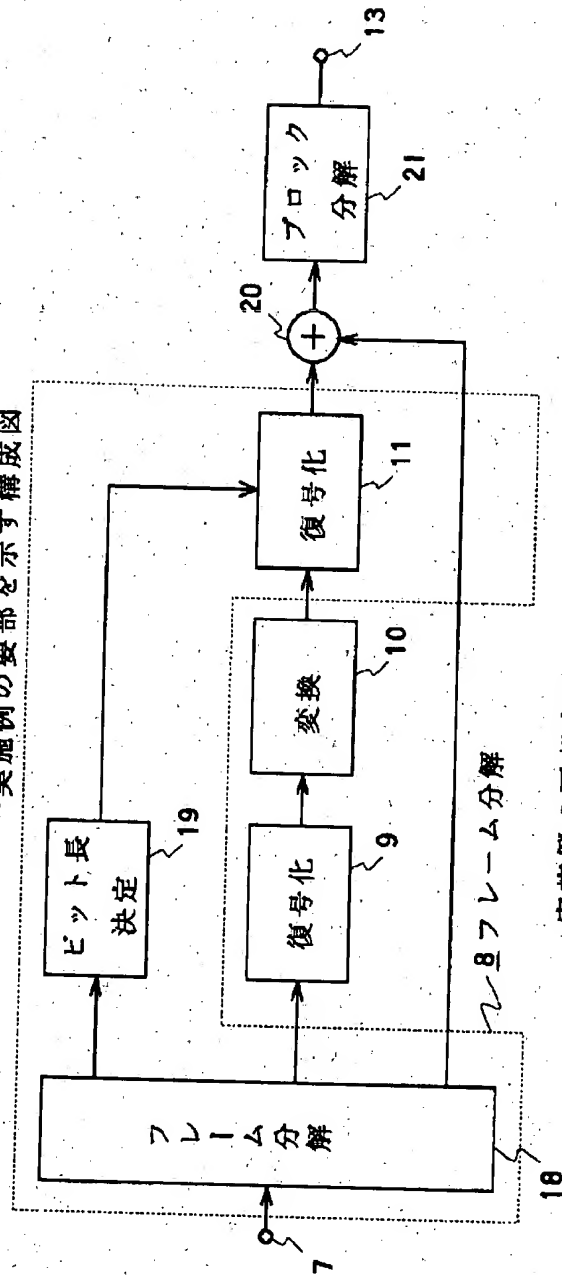 実施例の要部を示す構成図
7
フレーム分解
18
ビット長
決定
19
復号化
9
変換
10
復号化
11
20
+
ブロック
分解
21
13
8 フレーム分解